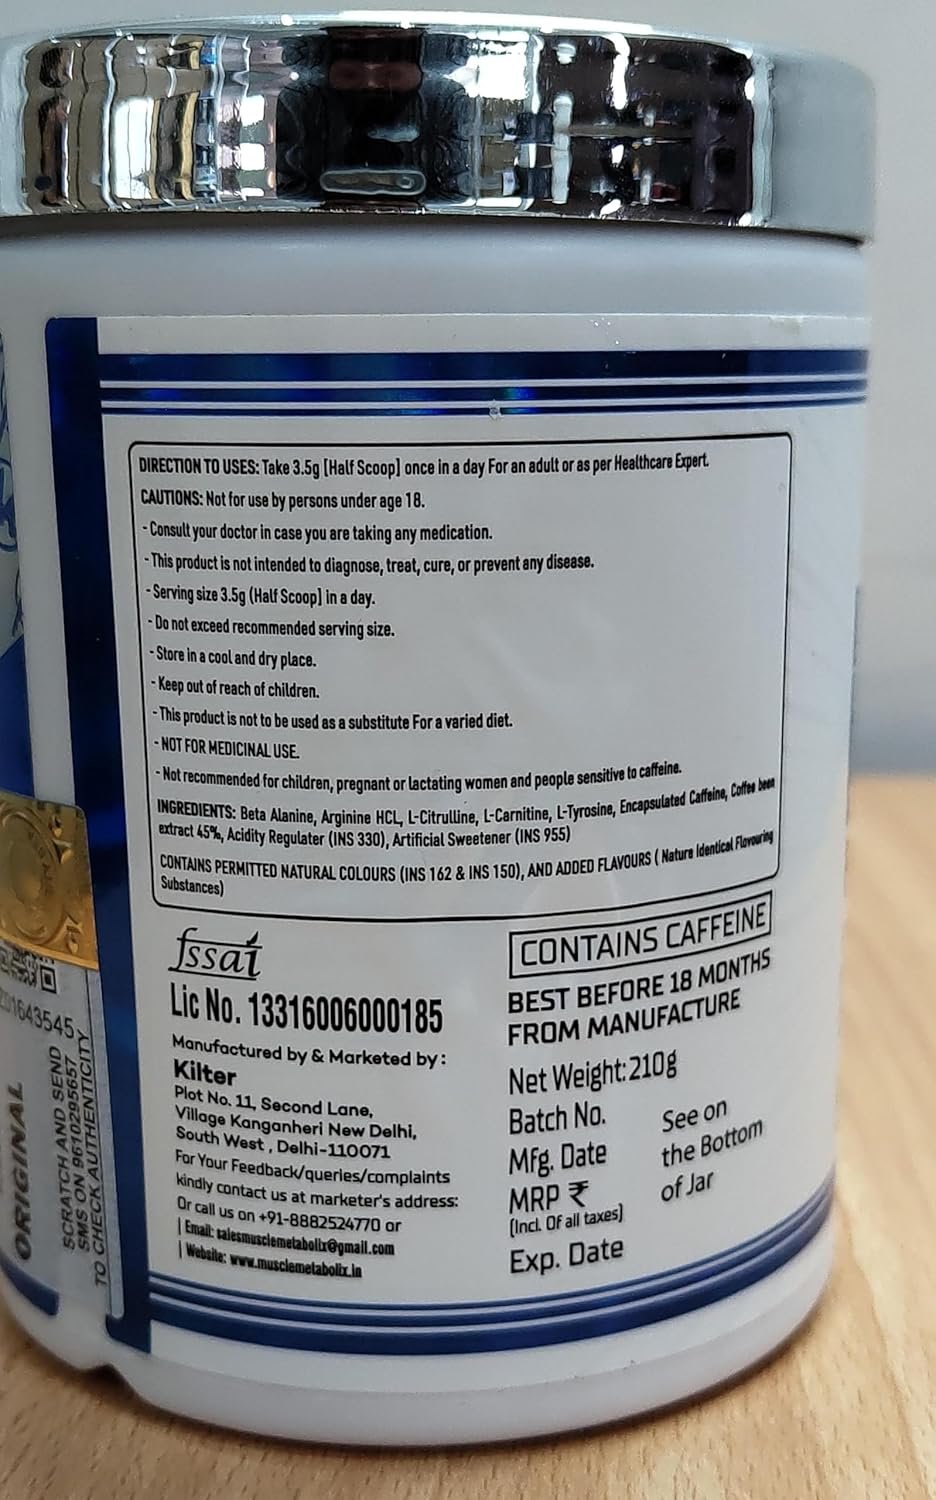 DIRECTION TO USES: Take 3.5g [Half Scoop] once in a day For an adult or as per Healthcare Expert.
CAUTIONS: Not for use by persons under age 18.
- Consult your doctor in case you are taking any medication.
- This product is not intended to diagnose, treat, cure, or prevent any disease.
- Serving size 3.5g (Half Scoop] in a day.
- Do not exceed recommended serving size.
- Store in a cool and dry place.
- Keep out of reach of children.
- This product is not to be used as a substitute For a varied diet.
- NOT FOR MEDICINAL USE.
- Not recommended for children, pregnant or lactating women and people sensitive to caffeine.
INGREDIENTS: Beta Alanine, Arginine HCL, L-Citrulline, L-Carnitine, L-Tyrosine, Encapsulated Caffeine, Coffee been
extract 45%, Acidity Regulater (INS 330), Artificial Sweetener (INS 955)
CONTAINS PERMITTED NATURAL COLOURS (INS 162 & INS 150), AND ADDED FLAVOURS ( Nature Identical Flavouring
Substances)
fssai
Lic No. 13316006000185
Manufactured by & Marketed by :
Kilter
Plot No. 11, Second Lane,
Village Kanganheri New Delhi,
South West , Delhi-110071
For Your Feedback/queries/complaints
kindly contact us at marketer's address:
Or call us on +91-8882524770 or
| Email: salesmusclemetabolix@gmail.com
| Website: www.musclemetabolix.in
CONTAINS CAFFEINE
BEST BEFORE 18 MONTHS
FROM MANUFACTURE
Net Weight:210g
Batch No.
Mfg. Date
MRP ₹
(Incl. Of all taxes)
Exp. Date
See on
the Bottom
of Jar
ORIGINAL
SCRATCH AND SEND
SMS ON 9610295657
TO CHECK AUTHENTICITY